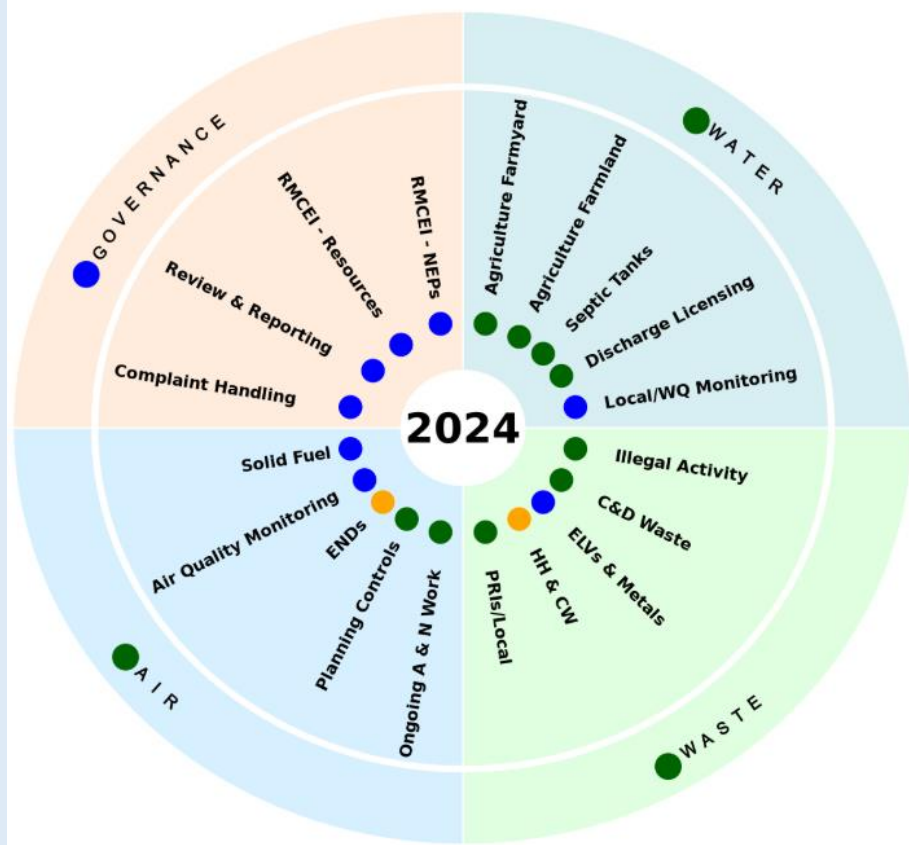 GOVERNANCE
RMCEI - NEPs
RMCEI - Resources
Review & Reporting
Complaint Handling
WATER
Agriculture Farmyard
Agriculture Farmland
Septic Tanks
Discharge Licensing
Local/WQ Monitoring
2024
Solid Fuel
Air Quality Monitoring
ENDs
Planning Controls
Ongoing A & N Work
AIR
Illegal Activity
C&D Waste
ELVs & Metals
HH & CW
PRIs/Local
WASTE